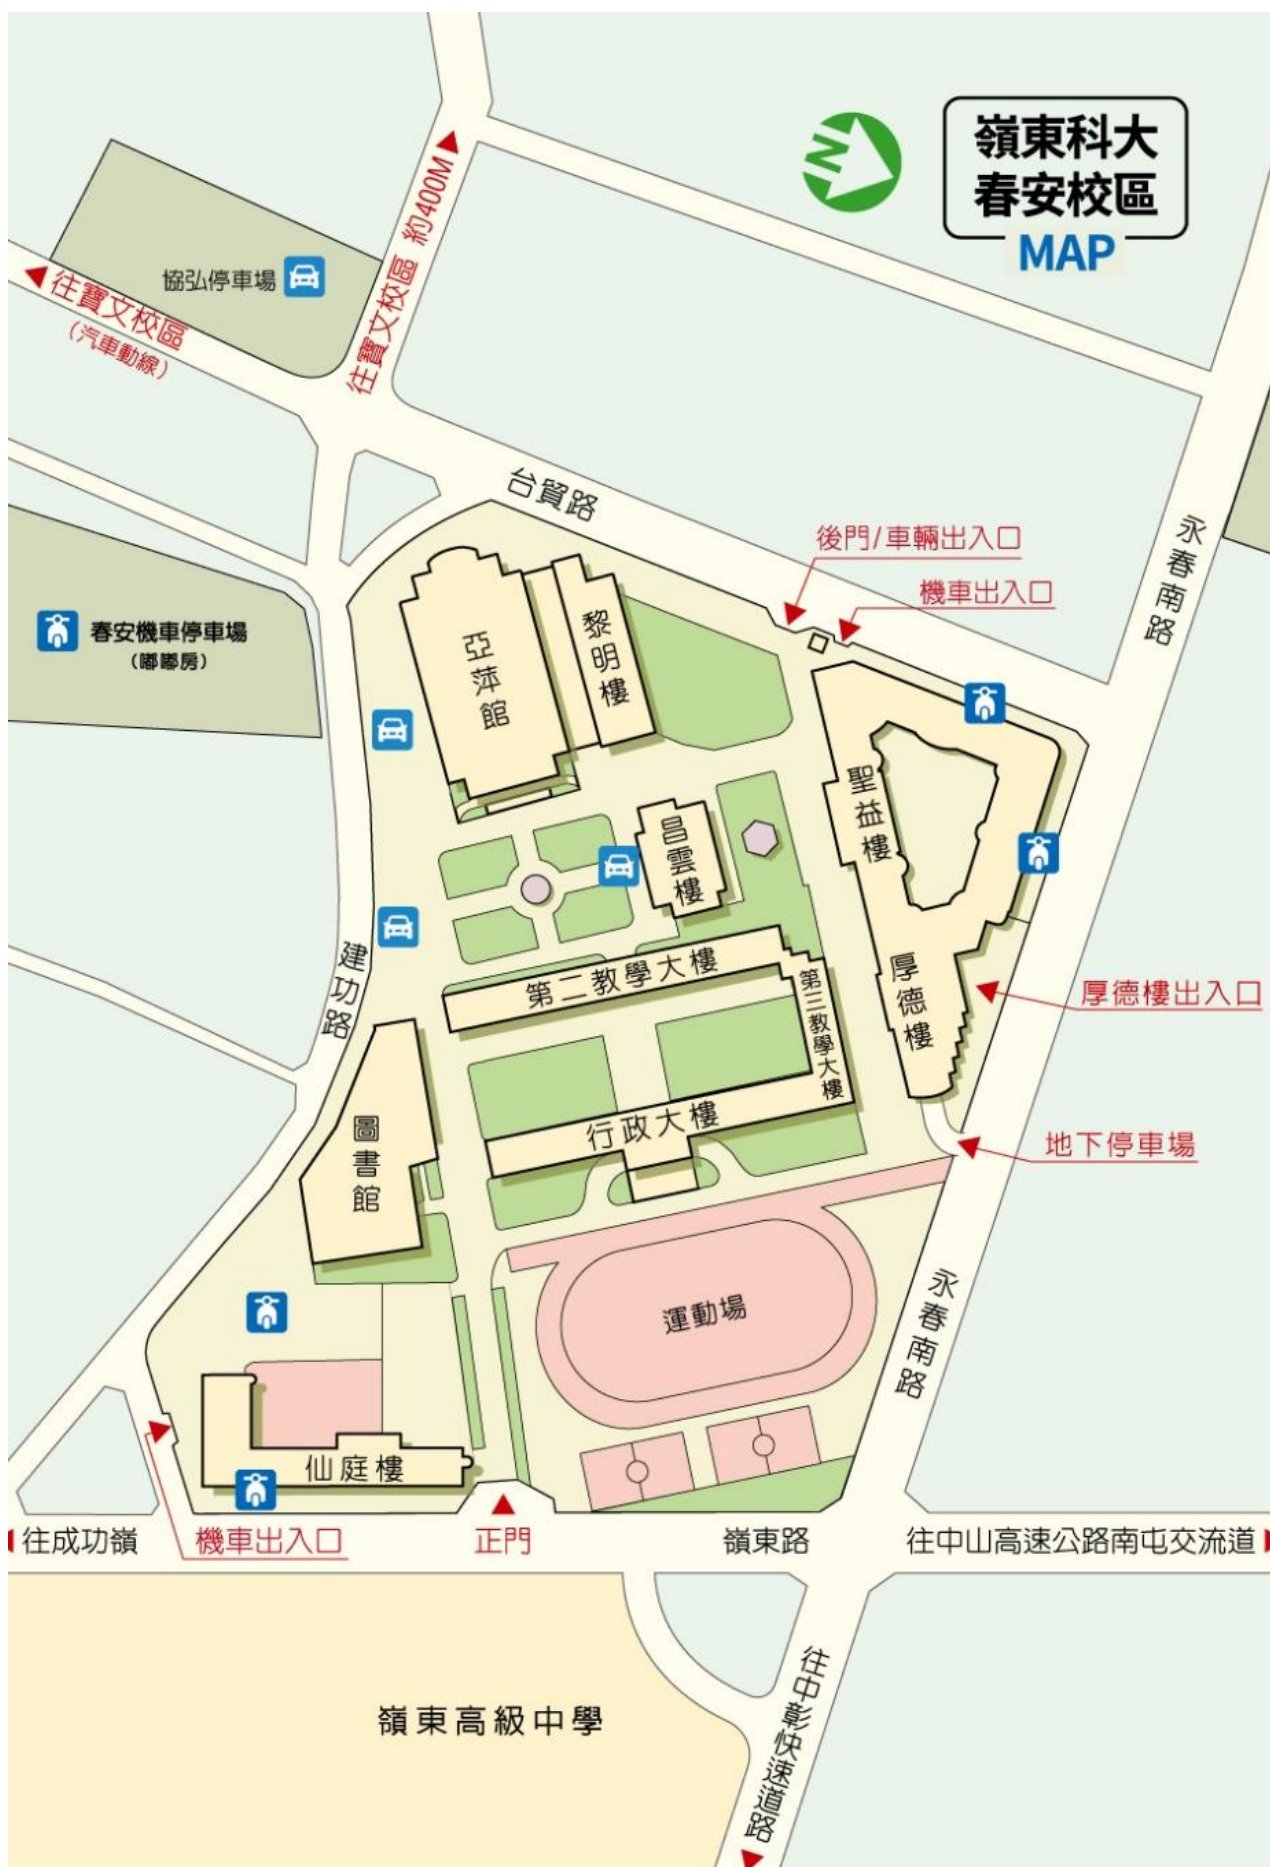 嶺東科大
春安校區
MAP
N
往寶文校區 約400M
協弘停車場
往寶文校區
(汽車動線)
台貿路
永春南路
後門/車輛出入口
機車出入口
春安機車停車場
(嘟嘟房)
亞萍館
黎明樓
聖益樓
昌雲樓
建功路
第二教學大樓
第三教學大樓
厚德樓
厚德樓出入口
圖書館
行政大樓
地下停車場
運動場
永春南路
仙庭樓
往成功嶺
機車出入口
正門
嶺東路
往中山高速公路南屯交流道
往中彰快速道路
嶺東高級中學